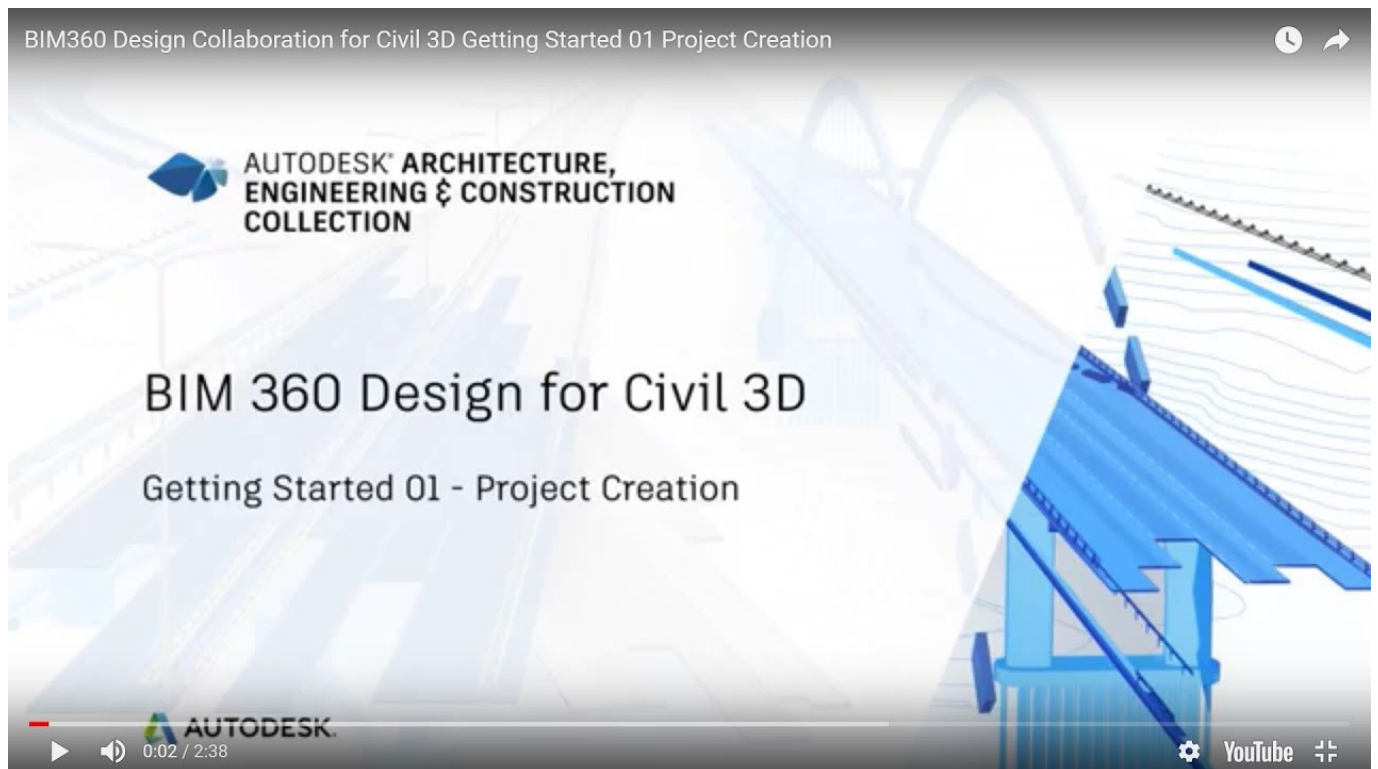 BIM360 Design Collaboration for Civil 3D Getting Started 01 Project Creation
AUTODESK® ARCHITECTURE,
ENGINEERING & CONSTRUCTION
COLLECTION
BIM 360 Design for Civil 3D
Getting Started 01 - Project Creation
AUTODESK.
0:02 / 2:38
YouTube